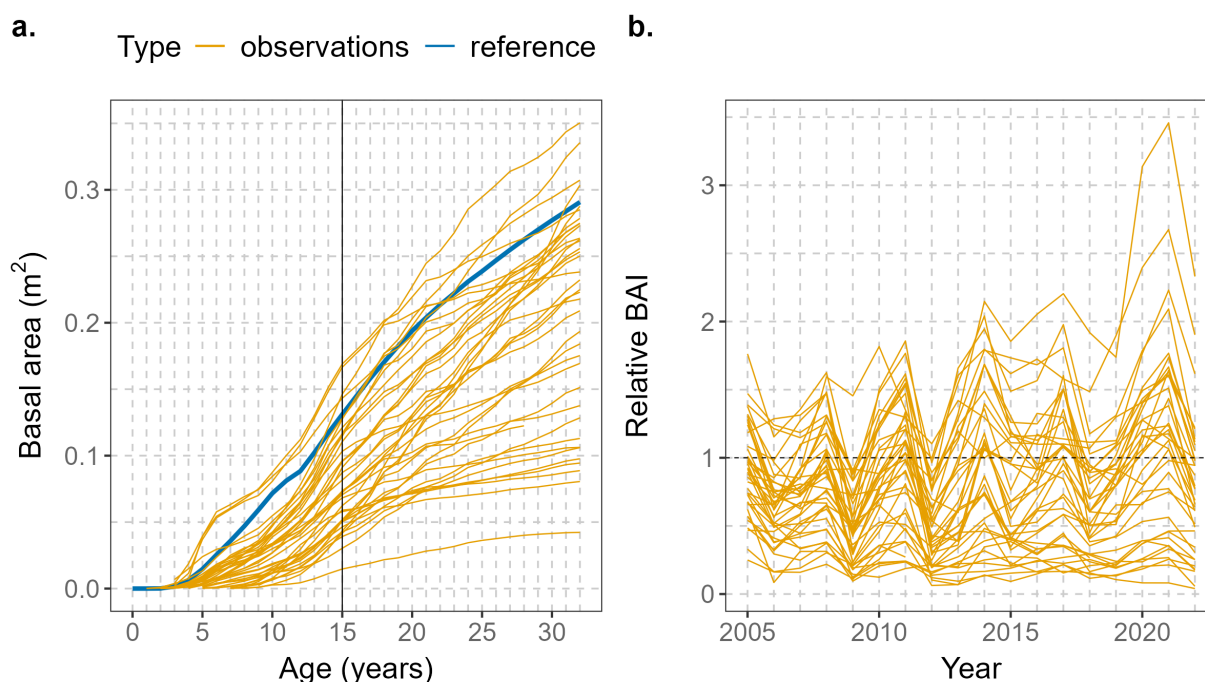 a.
Type observations reference
Basal area (m²)
0.3
0.2
0.1
0.0
0 5 10 15 20 25 30
Age (years)
b.
Relative BAI
3
2
1
0
2005 2010 2015 2020
Year